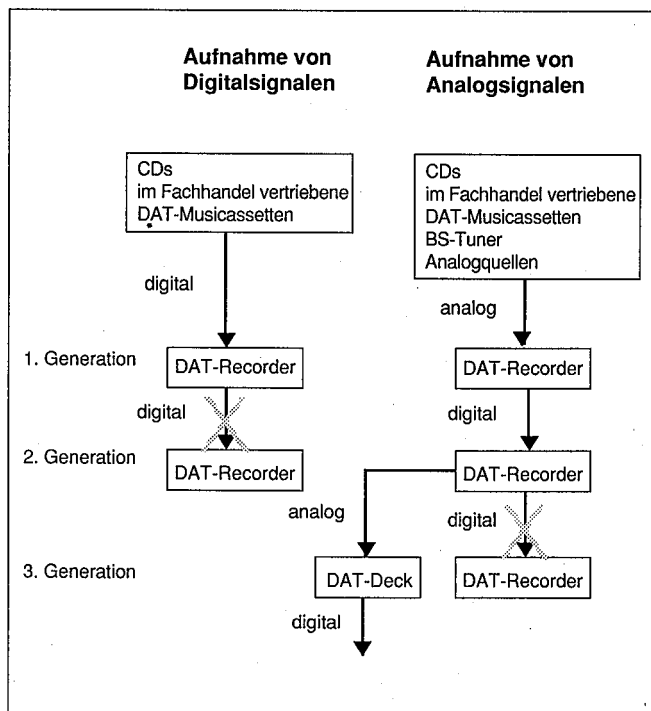 Aufnahme von
Digitalsignalen
Aufnahme von
Analogsignalen
CDs
im Fachhandel vertriebene
DAT-Musicassetten
CDs
im Fachhandel vertriebene
DAT-Musicassetten
BS-Tuner
Analogquellen
digital
analog
1. Generation
DAT-Recorder
DAT-Recorder
digital
digital
2. Generation
DAT-Recorder
DAT-Recorder
analog
digital
3. Generation
DAT-Deck
DAT-Recorder
digital